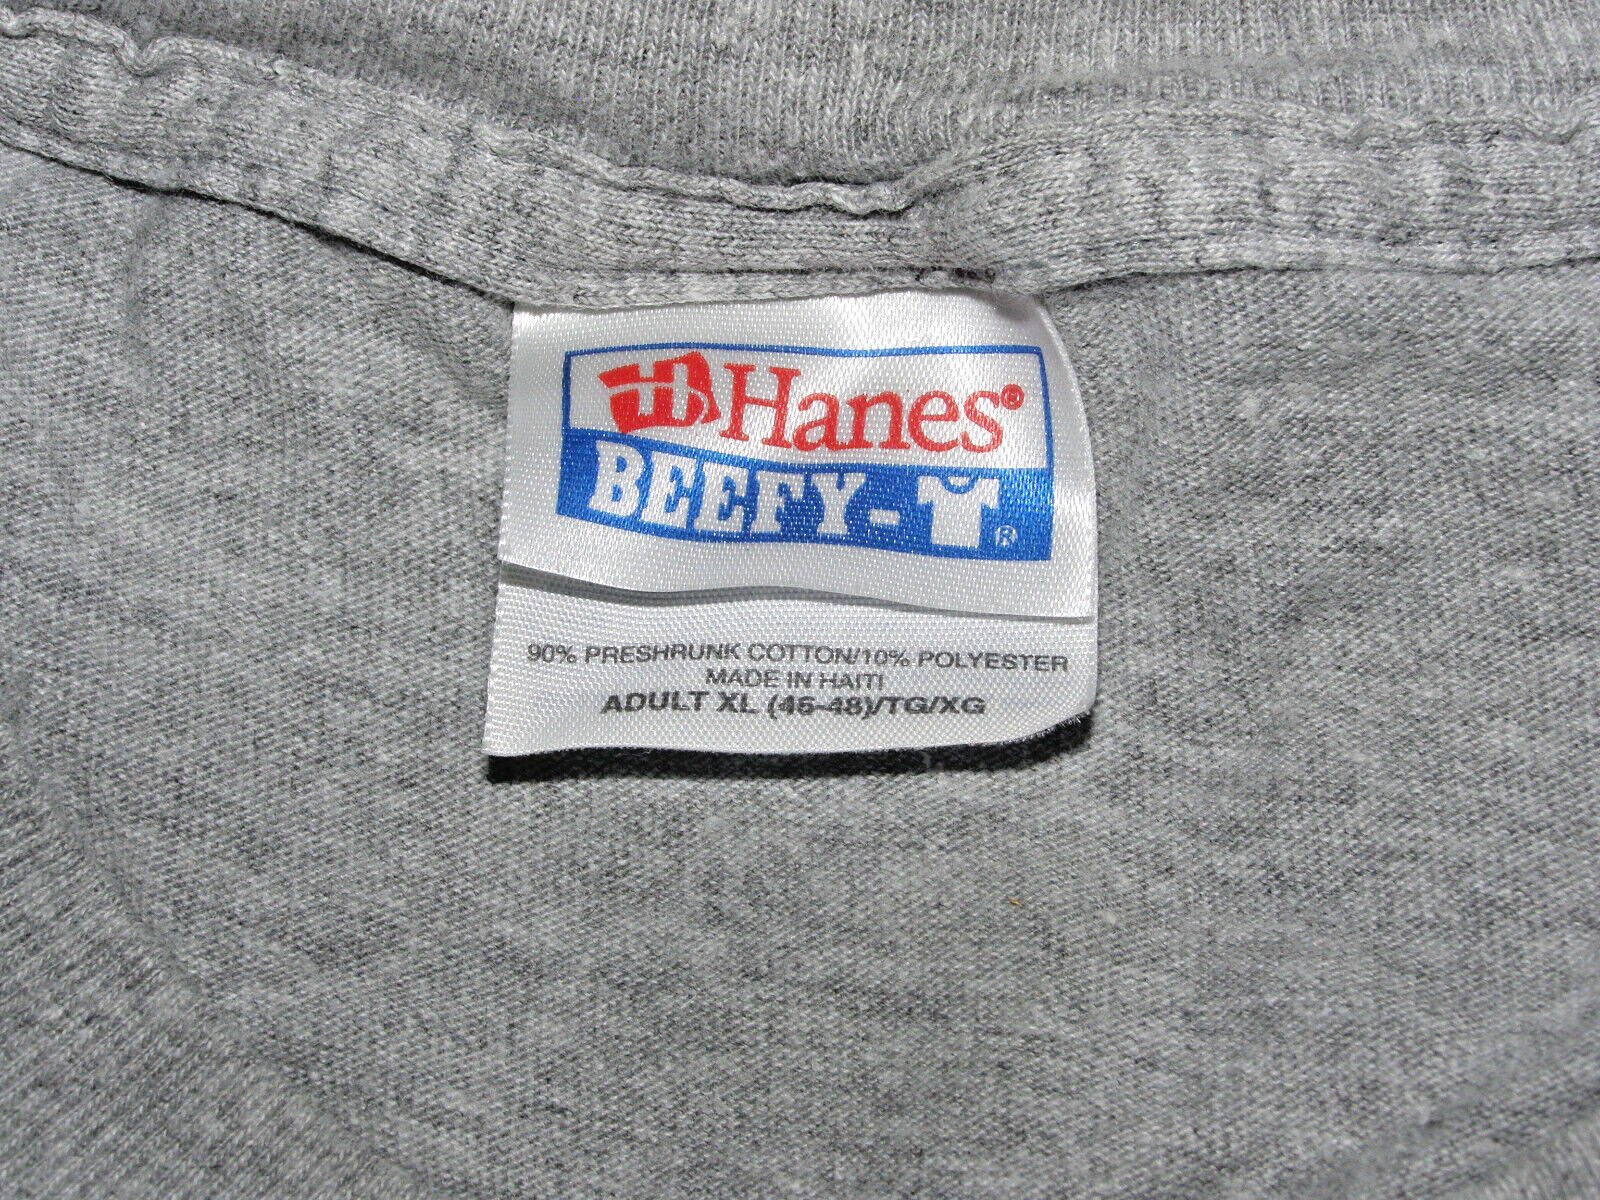 Hanes®
BEEFY-T®
90% PRESHRUNK COTTON/10% POLYESTER
MADE IN HAITI
ADULT XL (46-48)/TG/XG